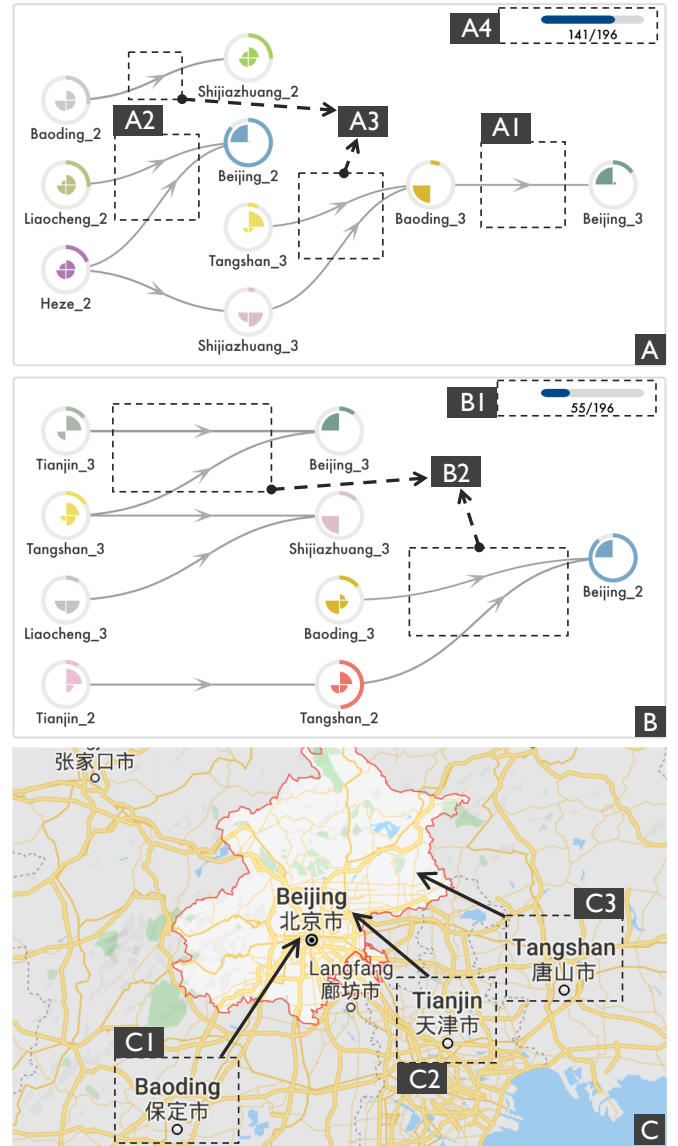 A4
141/196
Shijiazhuang_2
Baoding_2
A2
A3
A1
Beijing_2
Liaocheng_2
Baoding_3
Beijing_3
Tangshan_3
Heze_2
Shijiazhuang_3
A
B1
55/196
Tianjin_3
Beijing_3
B2
Tangshan_3
Shijiazhuang_3
Beijing_2
Liaocheng_3
Baoding_3
Tianjin_2
Tangshan_2
B
张家口市
Beijing
北京市
C3
Tangshan
唐山市
Langfang
廊坊市
Tianjin
天津市
C1
Baoding
保定市
C2
C